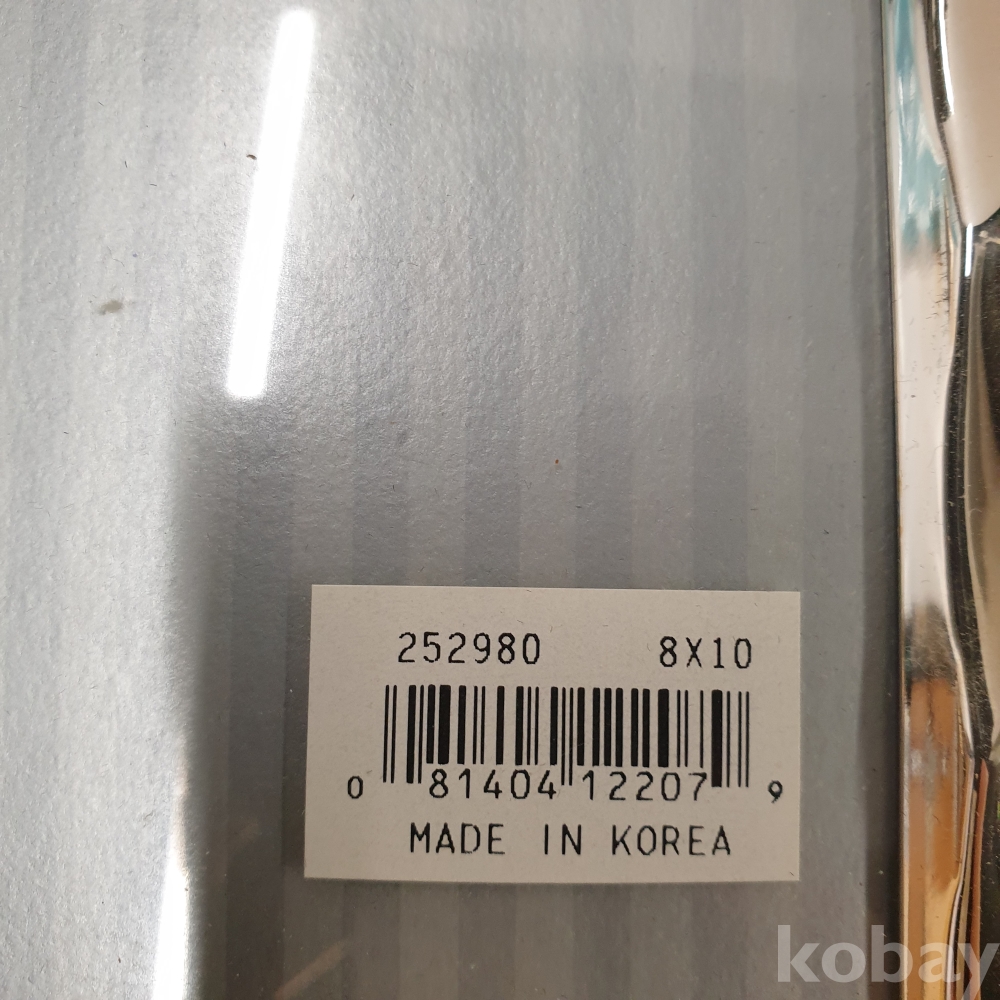 252980 8X10
0 81404 12207 9
MADE IN KOREA
kobay